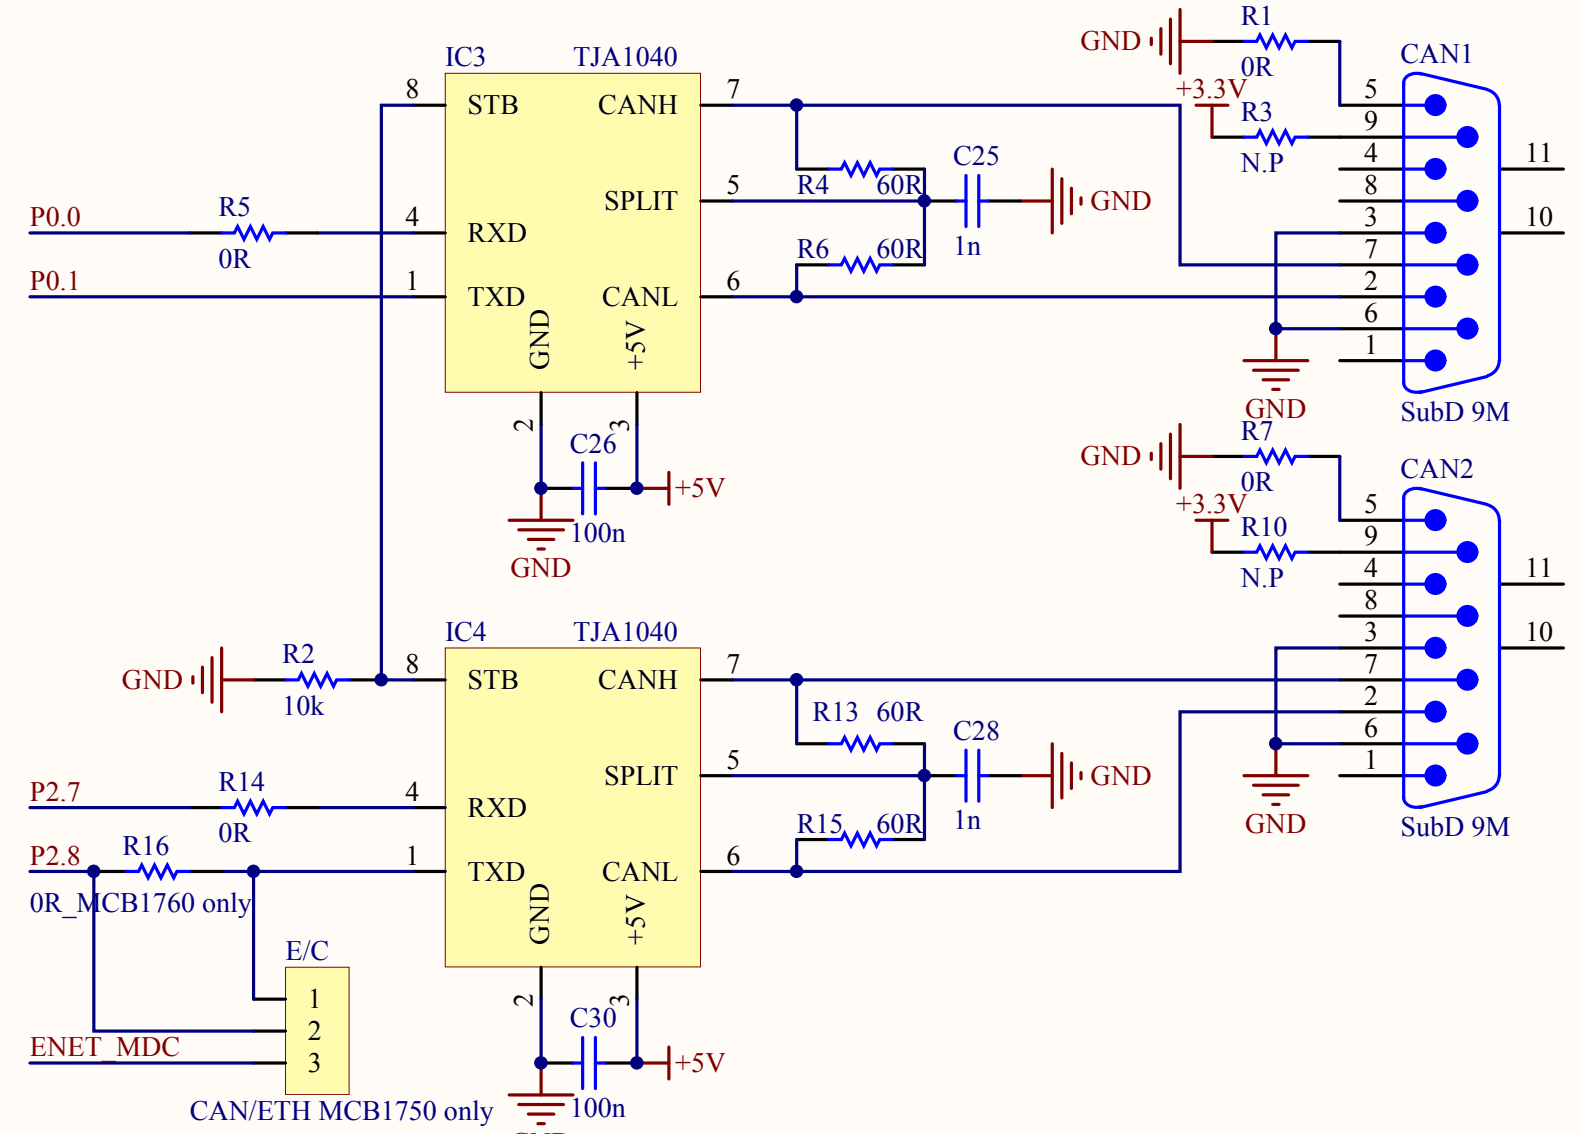 R1
GND
0R
CAN1
IC3 TJA1040
+3.3V
5
8 STB CANH 7
R3
9
N.P
C25
4
11
R4 60R
5
SPLIT
GND
8
P0.0
R5
4 RXD
3
10
0R
R6 60R
1n
7
P0.1
1 TXD CANL 6
2
GND
+5V
6
1
2
3
GND
SubD 9M
C26
R7
GND
0R
CAN2
+5V
+3.3V
5
100n
R10
9
GND
N.P
4
11
8
IC4 TJA1040
3
10
GND
R2
10k
8 STB CANH 7
7
R13 60R
C28
2
6
SPLIT 5
GND
1
P2.7
R14
4 RXD
0R
R15 60R
1n
GND
SubD 9M
P2.8
R16
1 TXD CANL 6
0R_MCB1760 only
GND
+5V
E/C
1
2
3
2
3
C30
ENET_MDC
+5V
CAN/ETH MCB1750 only
100n